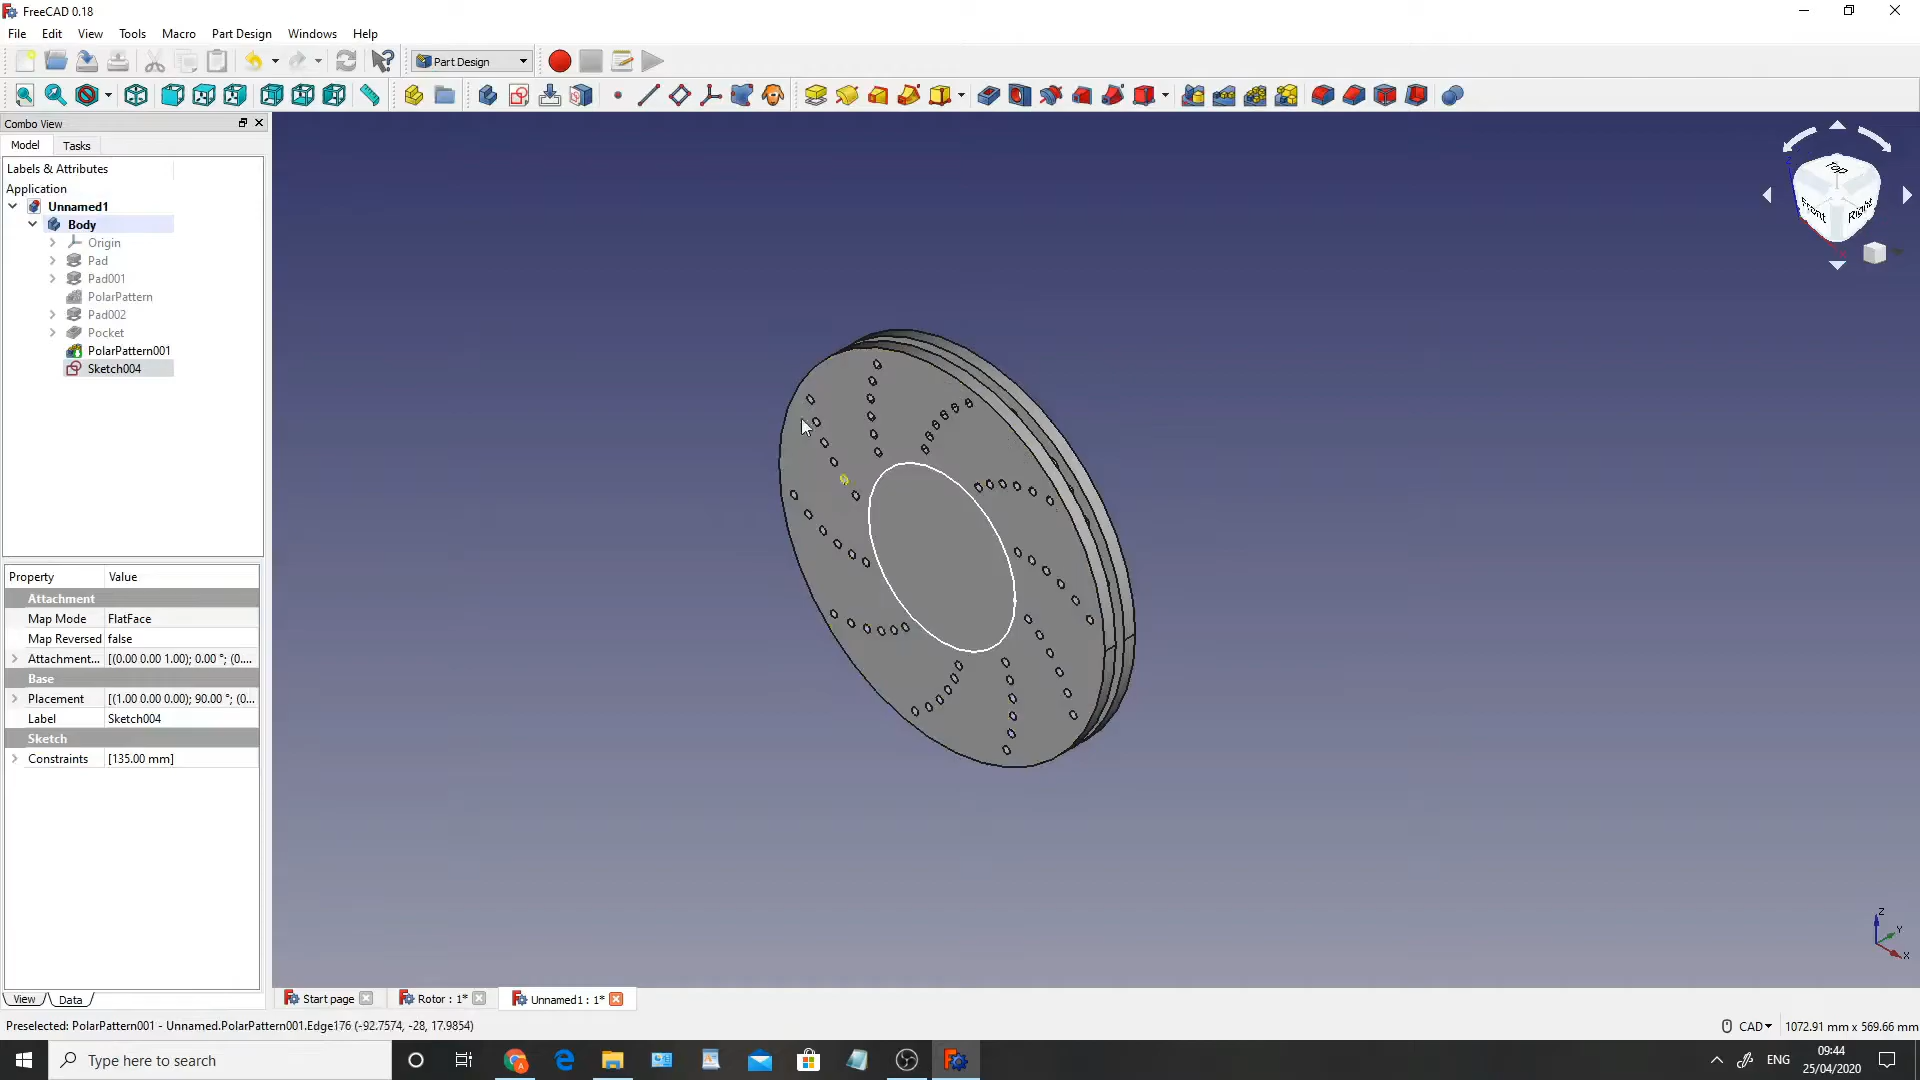 FreeCAD 0.18
File Edit View Tools Macro Part Design Windows Help
Part Design
Combo View
Model Tasks
Labels & Attributes
Application
Unnamed1
Body
Origin
Pad
Pad001
PolarPattern
Pad002
Pocket
PolarPattern001
Sketch004
Top
Front
Right
Property Value
Attachment
Map Mode FlatFace
Map Reversed false
Attachment... [(0.00 0.00 1.00); 0.00 °; (0....
Base
Placement [(1.00 0.00 0.00); 90.00 °; (0...
Label Sketch004
Sketch
Constraints [135.00 mm]
Z
Y
X
View Data
Start page Rotor : 1* Unnamed1 : 1*
Preselected: PolarPattern001 - Unnamed.PolarPattern001.Edge176 (-92.7574, -28, 17.9854)
CAD 1072.91 mm x 569.66 mm
Type here to search
ENG
09:44
25/04/2020